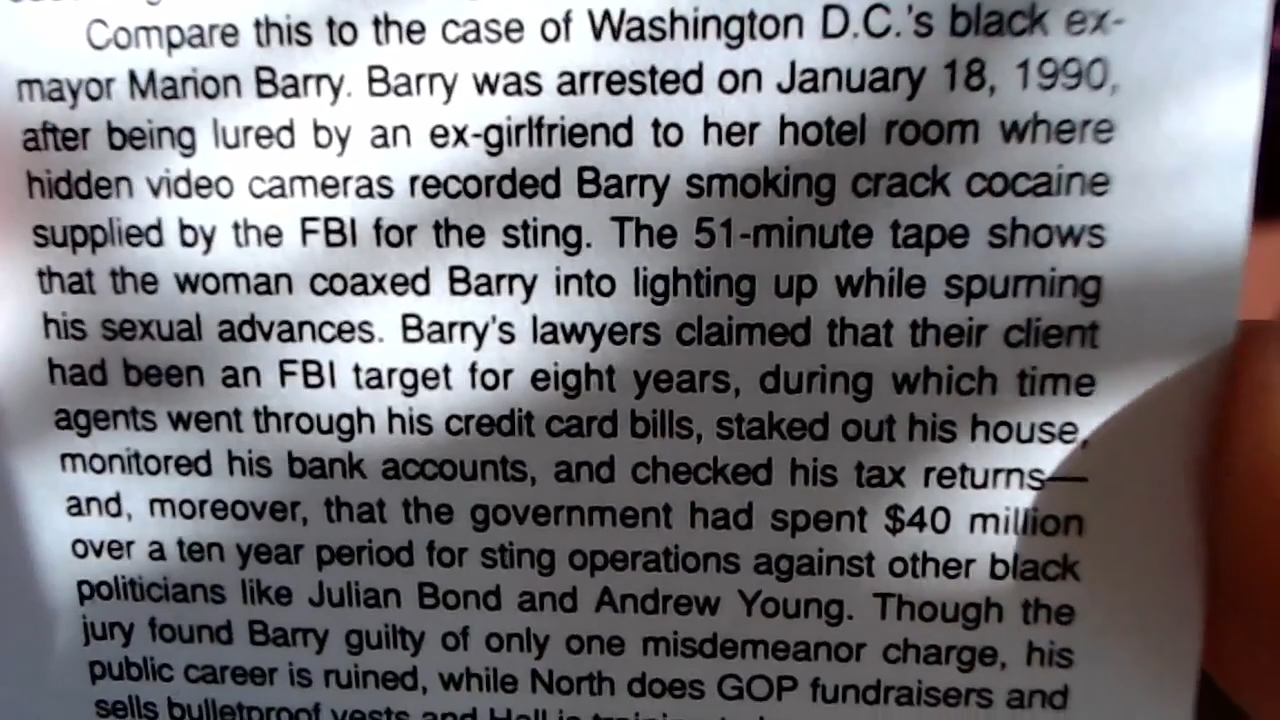 Compare this to the case of Washington D.C.'s black ex-
mayor Marion Barry. Barry was arrested on January 18, 1990,
after being lured by an ex-girlfriend to her hotel room where
hidden video cameras recorded Barry smoking crack cocaine
supplied by the FBI for the sting. The 51-minute tape shows
that the woman coaxed Barry into lighting up while spurning
his sexual advances. Barry's lawyers claimed that their client
had been an FBI target for eight years, during which time
agents went through his credit card bills, staked out his house,
monitored his bank accounts, and checked his tax returns—
and, moreover, that the government had spent $40 million
over a ten year period for sting operations against other black
politicians like Julian Bond and Andrew Young. Though the
jury found Barry guilty of only one misdemeanor charge, his
public career is ruined, while North does GOP fundraisers and
sells bulletproof vests and Hall is